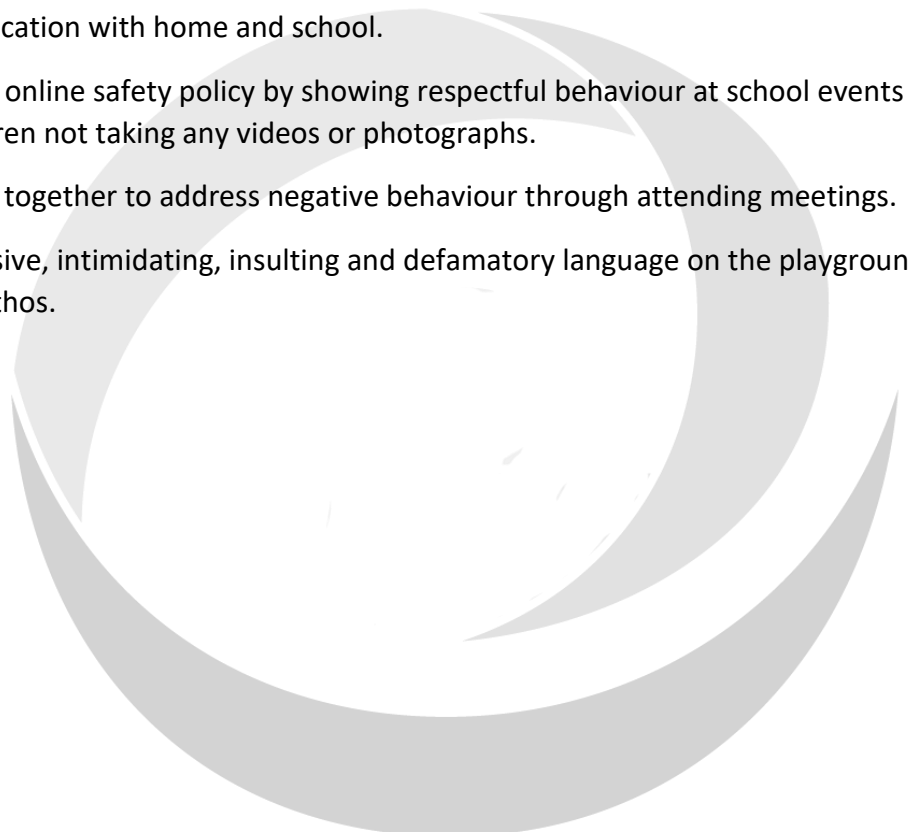 cation with home and school.
online safety policy by showing respectful behaviour at school events
ren not taking any videos or photographs.
together to address negative behaviour through attending meetings.
sive, intimidating, insulting and defamatory language on the playgroun
thos.